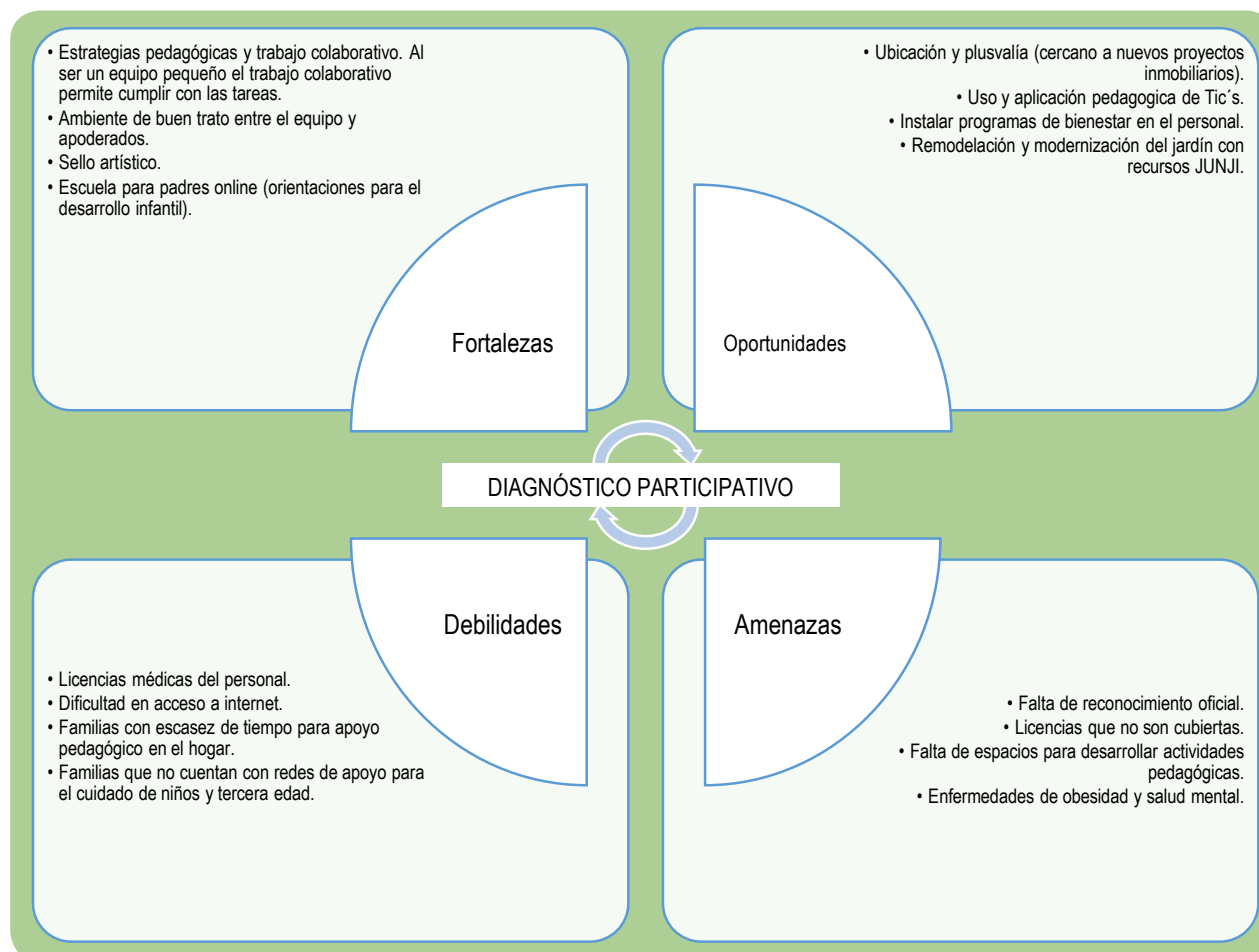 • Estrategias pedagógicas y trabajo colaborativo. Al
ser un equipo pequeño el trabajo colaborativo
permite cumplir con las tareas.
• Ambiente de buen trato entre el equipo y
apoderados.
• Sello artístico.
• Escuela para padres online (orientaciones para el
desarrollo infantil).
Fortalezas
• Ubicación y plusvalía (cercano a nuevos proyectos
inmobiliarios).
• Uso y aplicación pedagogica de Tic´s.
• Instalar programas de bienestar en el personal.
• Remodelación y modernización del jardín con
recursos JUNJI.
Oportunidades
DIAGNÓSTICO PARTICIPATIVO
Debilidades
• Licencias médicas del personal.
• Dificultad en acceso a internet.
• Familias con escasez de tiempo para apoyo
pedagógico en el hogar.
• Familias que no cuentan con redes de apoyo para
el cuidado de niños y tercera edad.
Amenazas
• Falta de reconocimiento oficial.
• Licencias que no son cubiertas.
• Falta de espacios para desarrollar actividades
pedagógicas.
• Enfermedades de obesidad y salud mental.